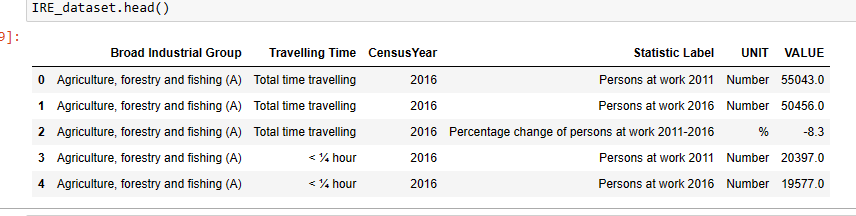 IRE_dataset.head()
9]:
Broad Industrial Group Travelling Time CensusYear Statistic Label UNIT VALUE
0 Agriculture, forestry and fishing (A) Total time travelling 2016 Persons at work 2011 Number 55043.0
1 Agriculture, forestry and fishing (A) Total time travelling 2016 Persons at work 2016 Number 50456.0
2 Agriculture, forestry and fishing (A) Total time travelling 2016 Percentage change of persons at work 2011-2016 % -8.3
3 Agriculture, forestry and fishing (A) < ¼ hour 2016 Persons at work 2011 Number 20397.0
4 Agriculture, forestry and fishing (A) < ¼ hour 2016 Persons at work 2016 Number 19577.0